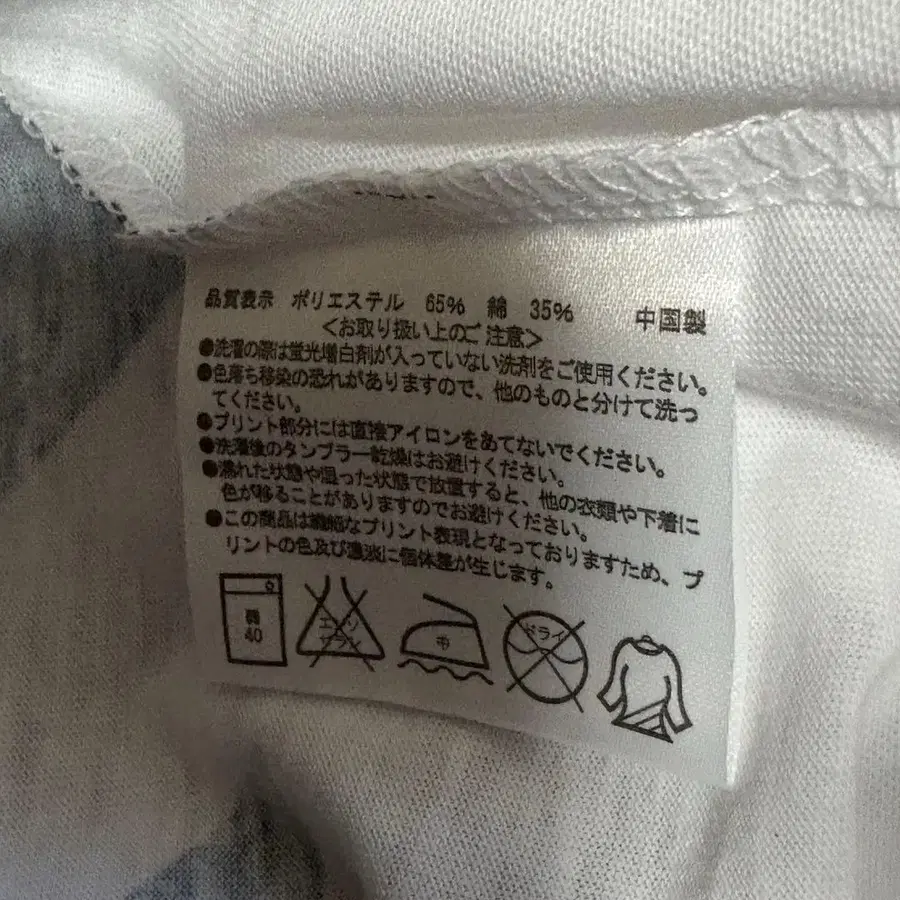 品質表示 ポリエステル 65% 綿 35% 中国製
<お取り扱い上のご注意>
●洗濯の際は蛍光増白剤が入っていない洗剤をご使用ください。
●色落ち移染の恐れがありますので、他のものと分けて洗っ
てください。
●プリント部分には直接アイロンをあてないでください。
●洗濯後のタンブラー乾燥はお避けください。
●濡れた状態や湿った状態で放置すると、他の衣類や下着に
色が移ることがありますのでお避けください。
●この商品は繊細なプリント表現となっておりますため、プ
リントの色及び濃淡に個体差が生じます。
弱
40
エンソ
サラシ
中
ドライ